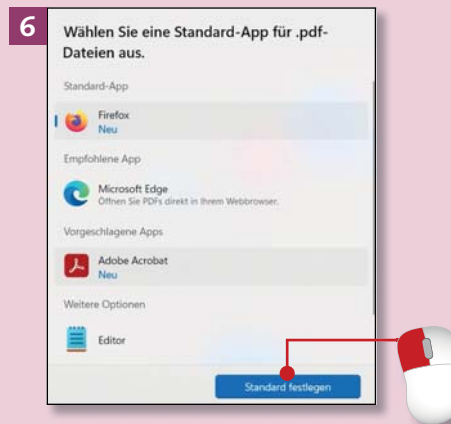 6
Wählen Sie eine Standard-App für .pdf-
Dateien aus.
Standard-App
Firefox
Neu
Empfohlene App
Microsoft Edge
Öffnen Sie PDFs direkt in Ihrem Webbrowser.
Vorgeschlagene Apps
Adobe Acrobat
Neu
Weitere Optionen
Editor
Standard festlegen